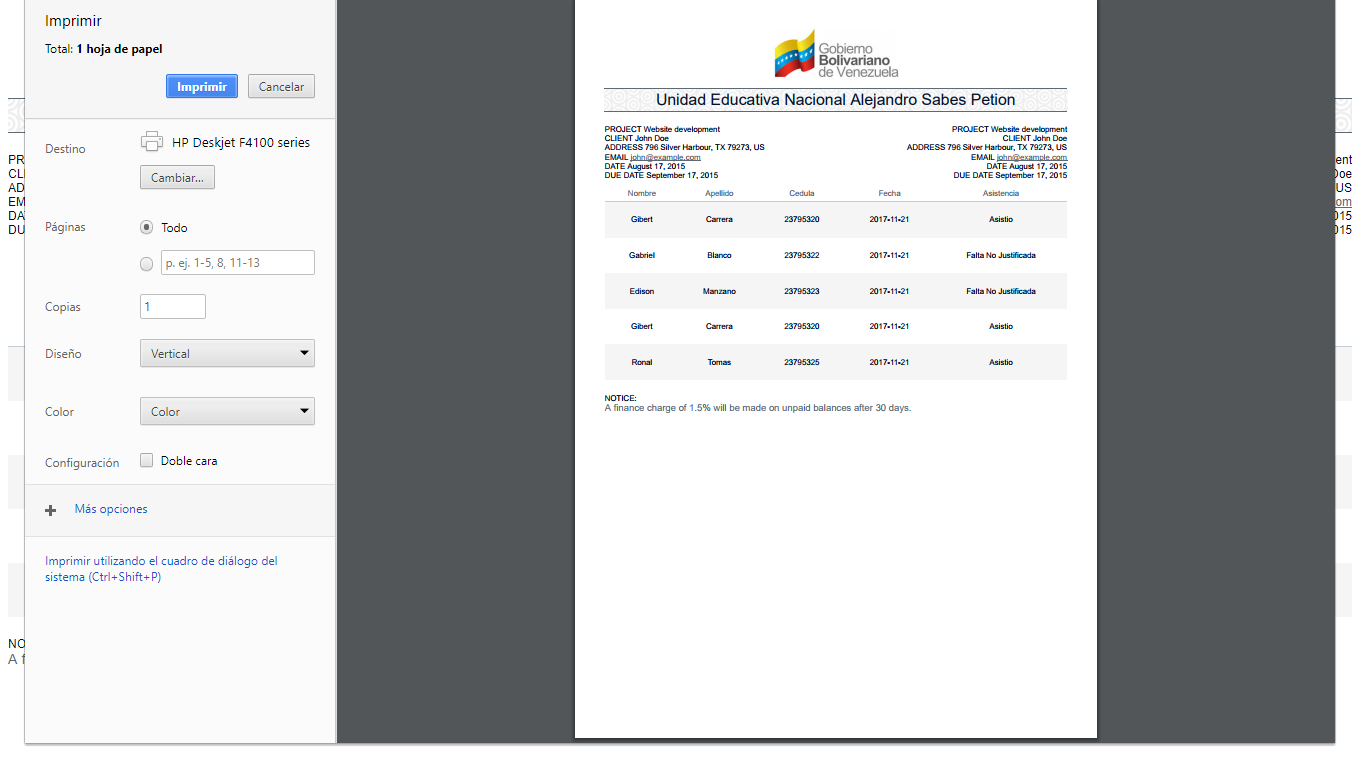 Imprimir
Total: 1 hoja de papel
Imprimir
Cancelar
Destino
HP Deskjet F4100 series
Cambiar...
Páginas
Todo
p. ej. 1-5, 8, 11-13
Copias
1
Diseño
Vertical
Color
Color
Configuración
Doble cara
Más opciones
Imprimir utilizando el cuadro de diálogo del
sistema (Ctrl+Shift+P)
Gobierno
Bolivariano
de Venezuela
Unidad Educativa Nacional Alejandro Sabes Petion
PROJECT Website development
CLIENT John Doe
ADDRESS 796 Silver Harbour, TX 79273, US
EMAIL john@example.com
DATE August 17, 2015
DUE DATE September 17, 2015
PROJECT Website development
CLIENT John Doe
ADDRESS 796 Silver Harbour, TX 79273, US
EMAIL john@example.com
DATE August 17, 2015
DUE DATE September 17, 2015
Nombre Apellido Cedula Fecha Asistencia
Gibert Carrera 23795320 2017-11-21 Asistio
Gabriel Blanco 23795322 2017-11-21 Falta No Justificada
Edison Manzano 23795323 2017-11-21 Falta No Justificada
Gibert Carrera 23795320 2017-11-21 Asistio
Ronal Tomas 23795325 2017-11-21 Asistio
NOTICE:
A finance charge of 1.5% will be made on unpaid balances after 30 days.
PR
CL
AD
EM
DA
DU
NO
A f
ent
Doe
US
om
015
015